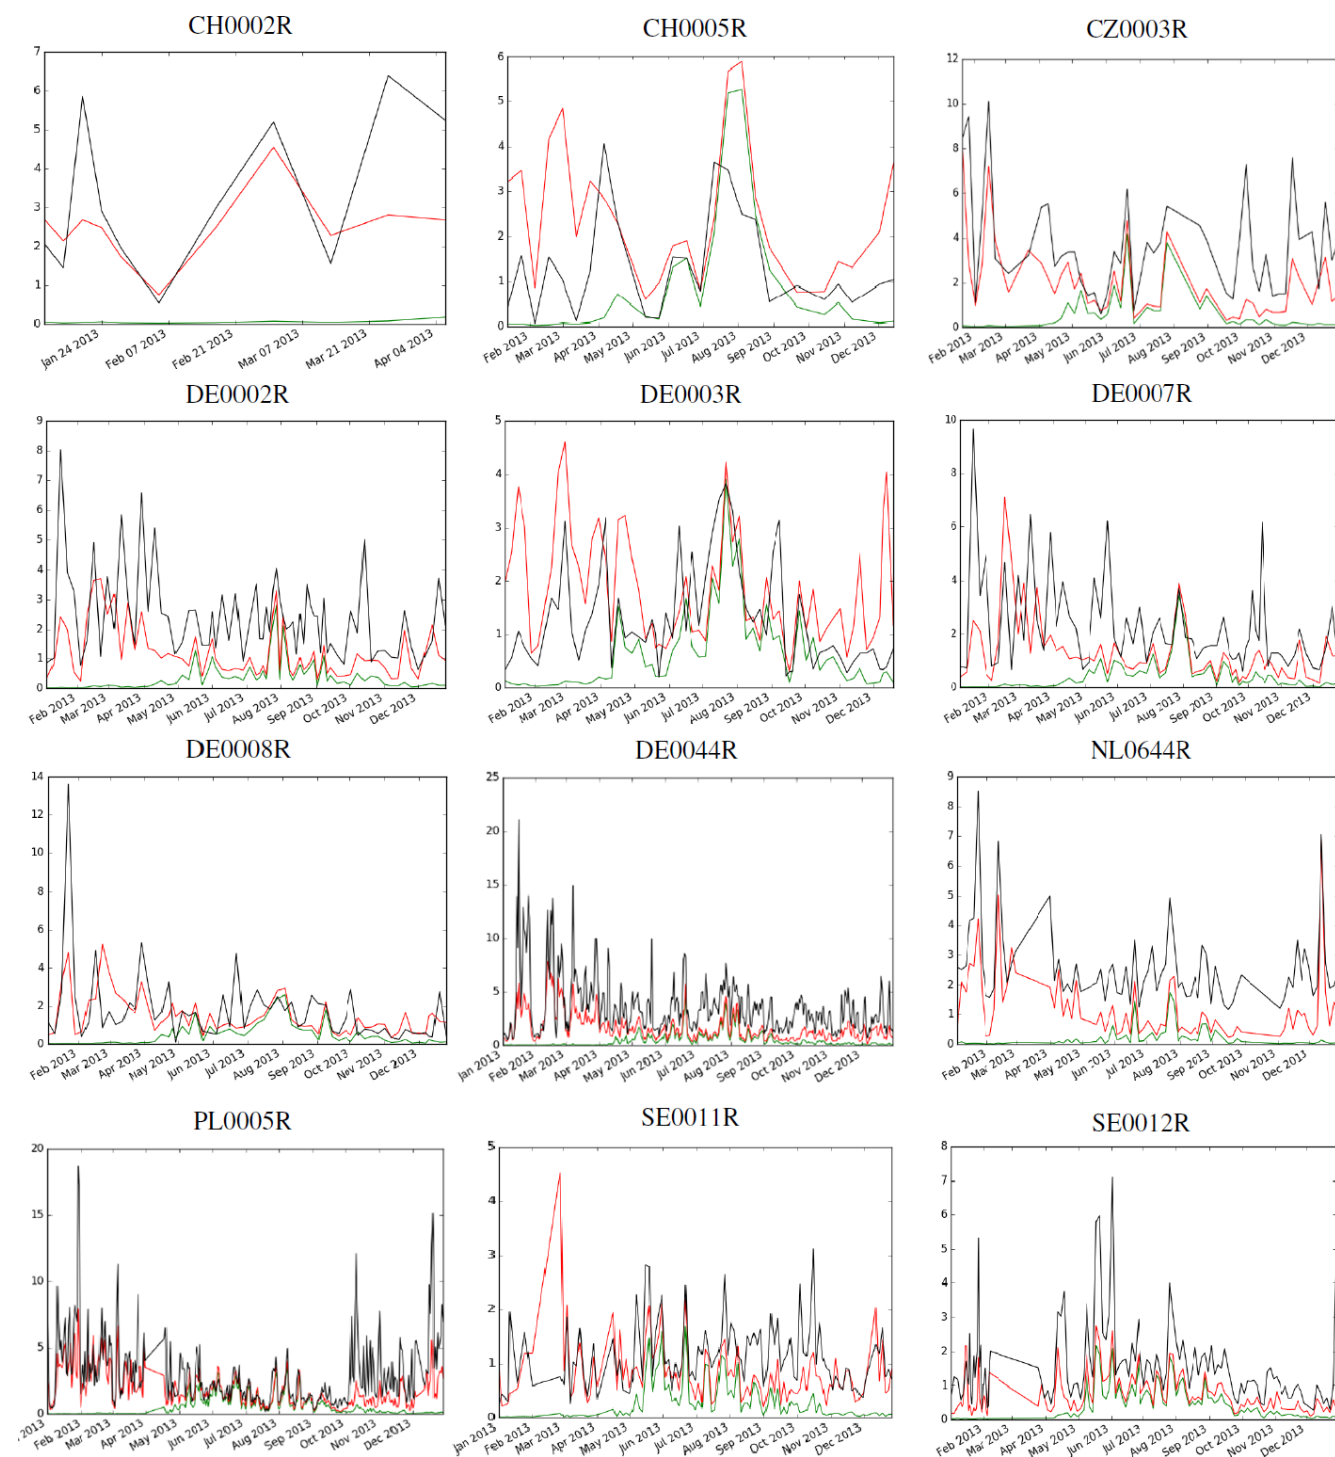 CH0002R CH0005R CZ0003R
7 6 5 4 3 2 1 0
Jan 24 2013 Feb 07 2013 Feb 21 2013 Mar 07 2013 Mar 21 2013 Apr 04 2013
6 5 4 3 2 1 0
Feb 2013 Mar 2013 Apr 2013 May 2013 Jun 2013 Jul 2013 Aug 2013 Sep 2013 Oct 2013 Nov 2013 Dec 2013
12 10 8 6 4 2 0
Feb 2013 Mar 2013 Apr 2013 May 2013 Jun 2013 Jul 2013 Aug 2013 Sep 2013 Oct 2013 Nov 2013 Dec 2013
DE0002R DE0003R DE0007R
9 8 7 6 5 4 3 2 1 0
Feb 2013 Mar 2013 Apr 2013 May 2013 Jun 2013 Jul 2013 Aug 2013 Sep 2013 Oct 2013 Nov 2013 Dec 2013
5 4 3 2 1 0
Feb 2013 Mar 2013 Apr 2013 May 2013 Jun 2013 Jul 2013 Aug 2013 Sep 2013 Oct 2013 Nov 2013 Dec 2013
10 8 6 4 2 0
Feb 2013 Mar 2013 Apr 2013 May 2013 Jun 2013 Jul 2013 Aug 2013 Sep 2013 Oct 2013 Nov 2013 Dec 2013
DE0008R DE0044R NL0644R
14 12 10 8 6 4 2 0
Feb 2013 Mar 2013 Apr 2013 May 2013 Jun 2013 Jul 2013 Aug 2013 Sep 2013 Oct 2013 Nov 2013 Dec 2013
25 20 15 10 5 0
Jan 2013 Feb 2013 Mar 2013 Apr 2013 May 2013 Jun 2013 Jul 2013 Aug 2013 Sep 2013 Oct 2013 Nov 2013 Dec 2013
9 8 7 6 5 4 3 2 1 0
Feb 2013 Mar 2013 Apr 2013 May 2013 Jun 2013 Jul 2013 Aug 2013 Sep 2013 Oct 2013 Nov 2013 Dec 2013
PL0005R SE0011R SE0012R
20 15 10 5 0
Jan 2013 Feb 2013 Mar 2013 Apr 2013 May 2013 Jun 2013 Jul 2013 Aug 2013 Sep 2013 Oct 2013 Nov 2013 Dec 2013
5 4 3 2 1 0
Jan 2013 Feb 2013 Mar 2013 Apr 2013 May 2013 Jun 2013 Jul 2013 Aug 2013 Sep 2013 Oct 2013 Nov 2013 Dec 2013
8 7 6 5 4 3 2 1 0
Feb 2013 Mar 2013 Apr 2013 May 2013 Jun 2013 Jul 2013 Aug 2013 Sep 2013 Oct 2013 Nov 2013 Dec 2013